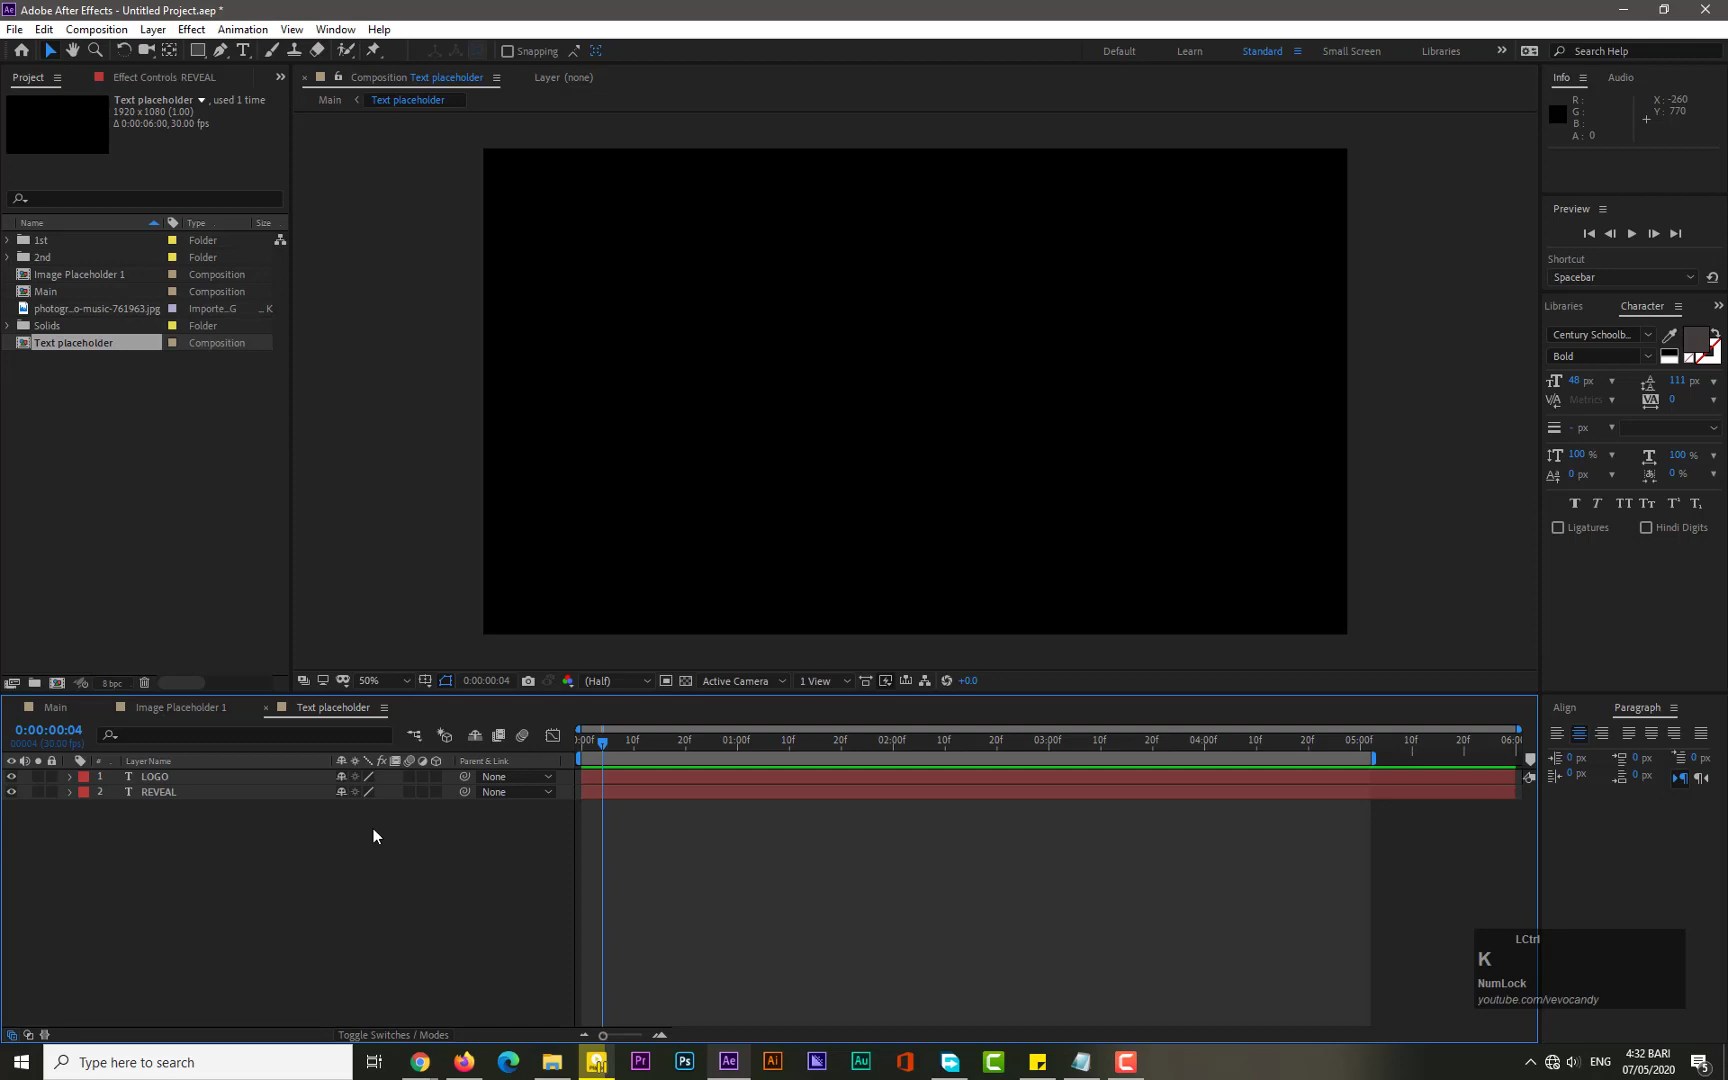 Adobe After Effects - Untitled Project.aep *
File Edit Composition Layer Effect Animation View Window Help
Snapping
Default Learn Standard Small Screen Libraries
Search Help
Project
Effect Controls REVEAL
Composition Text placeholder
Layer (none)
Info Audio
Main Text placeholder
Text placeholder , used 1 time
1920 x 1080 (1.00)
Δ 0:00:06:00, 30.00 fps
R :
G :
B :
A : 0
X : -260
Y : 770
Preview
Shortcut
Spacebar
Name Type Size
1st Folder
2nd Folder
Image Placeholder 1 Composition
Main Composition
photogr_o-music-761963.jpg Importe...G _ K
Solids Folder
Text placeholder Composition
Libraries Character
Century Schoolb...
Bold
48 px 111 px
Metrics 0
- px
100 % 100 %
0 px 0 %
Ligatures Hindi Digits
8 bpc
50% 0:00:00:04 (Half) Active Camera 1 View +0.0
Main Image Placeholder 1 Text placeholder
Align Paragraph
0:00:00:04
00004 (30.00 fps)
:00f 10f 20f 01:00f 10f 20f 02:00f 10f 20f 03:00f 10f 20f 04:00f 10f 20f 05:00f 10f 20f 06:00
# Layer Name Parent & Link
1 T LOGO None
2 T REVEAL None
0 px 0 px 0 px
0 px 0 px
LCtrl
K
NumLock
youtube.com/vevocandy
Toggle Switches / Modes
Type here to search
ENG
4:32 BARI
07/05/2020
5